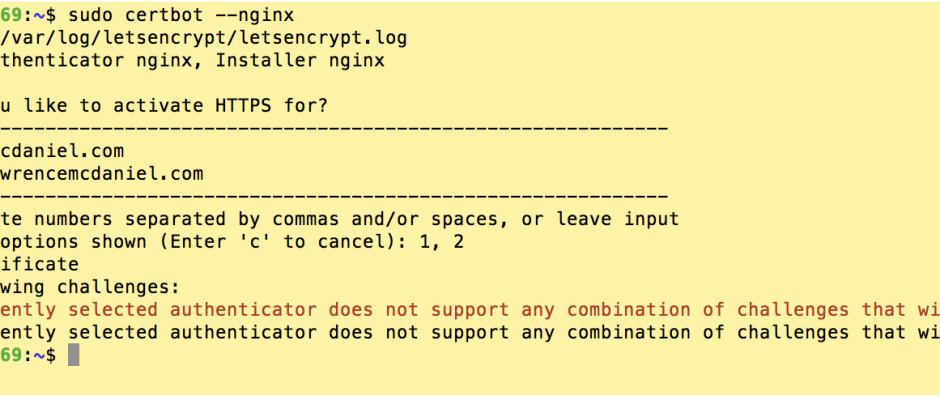 69:~$ sudo certbot --nginx
/var/log/letsencrypt/letsencrypt.log
thenticator nginx, Installer nginx
u like to activate HTTPS for?
-----------------------------------------------------------
cdaniel.com
wrencemcdaniel.com
-----------------------------------------------------------
te numbers separated by commas and/or spaces, or leave input
options shown (Enter 'c' to cancel): 1, 2
ificate
wing challenges:
ently selected authenticator does not support any combination of challenges that wi
ently selected authenticator does not support any combination of challenges that wi
69:~$